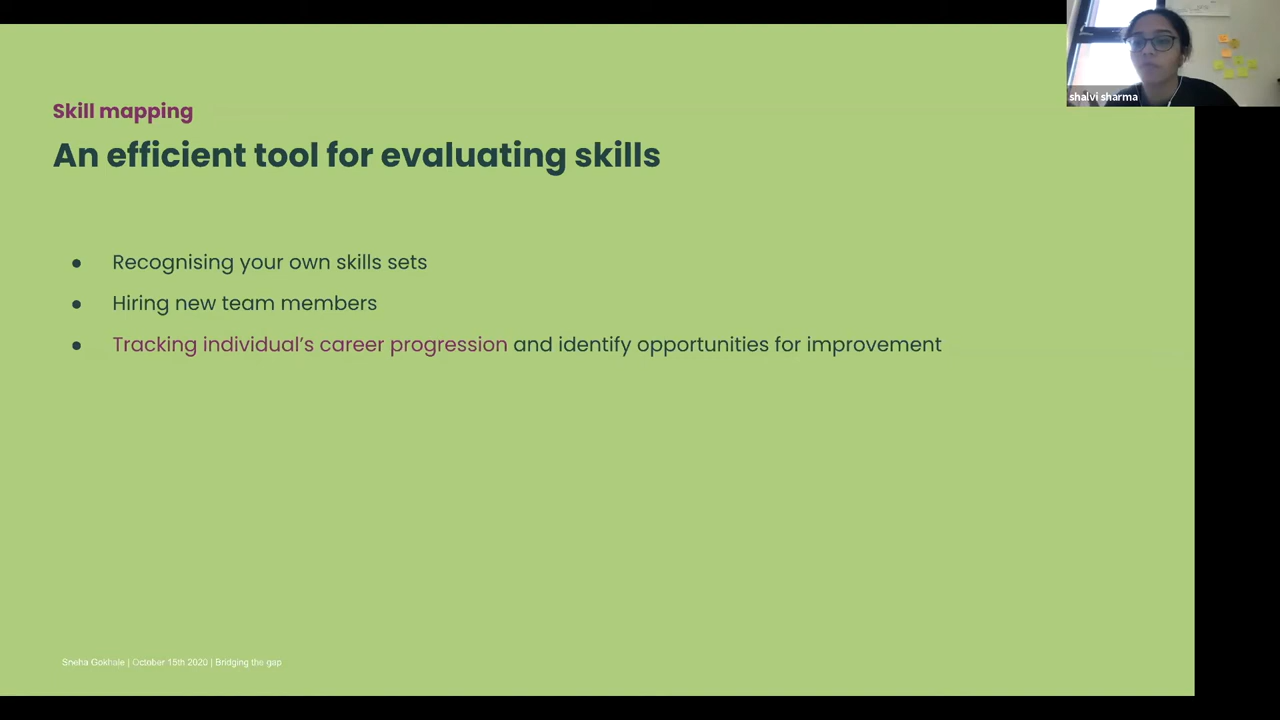 Skill mapping
An efficient tool for evaluating skills
● Recognising your own skills sets
● Hiring new team members
● Tracking individual's career progression and identify opportunities for improvement
Sneha Gokhale | October 15th 2020 | Bridging the gap
shalvi sharma